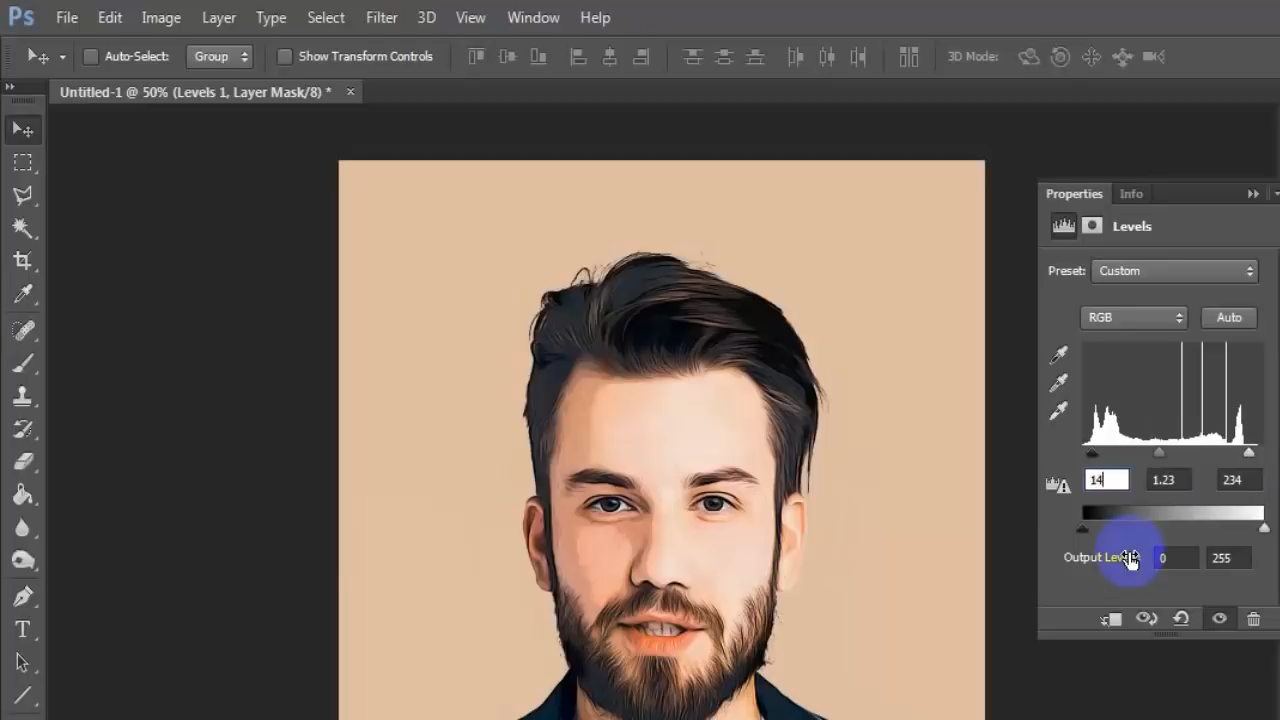 Ps File Edit Image Layer Type Select Filter 3D View Window Help
Auto-Select: Group Show Transform Controls 3D Mode:
Untitled-1 @ 50% (Levels 1, Layer Mask/8) * ×
Properties Info
Levels
Preset: Custom
RGB Auto
14 1.23 234
Output Levels: 0 255
T